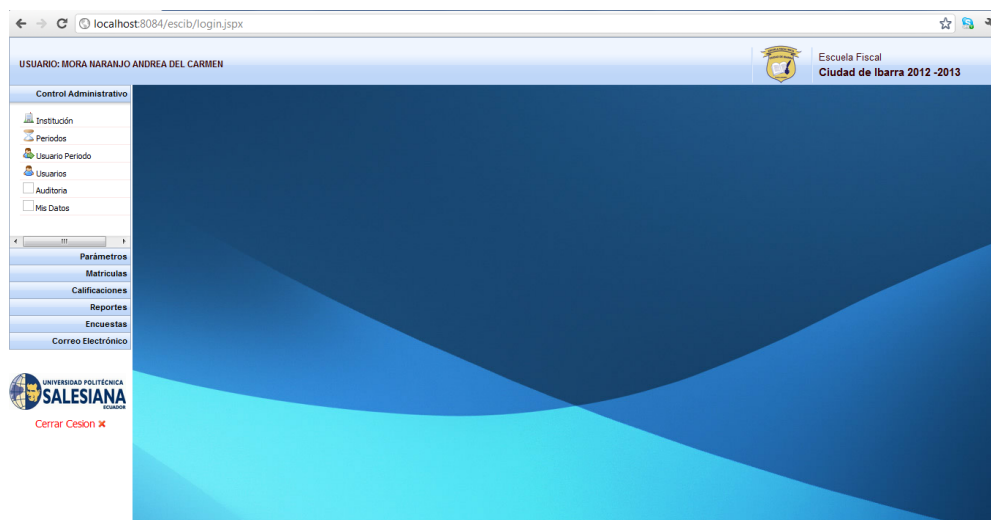 localhost:8084/escib/login.jspx
USUARIO: MORA NARANJO ANDREA DEL CARMEN
Escuela Fiscal
Ciudad de Ibarra 2012 -2013
Control Administrativo
Institución
Periodos
Usuario Periodo
Usuarios
Auditoria
Mis Datos
Parámetros
Matriculas
Calificaciones
Reportes
Encuestas
Correo Electrónico
UNIVERSIDAD POLITÉCNICA
SALESIANA
ECUADOR
Cerrar Cesion